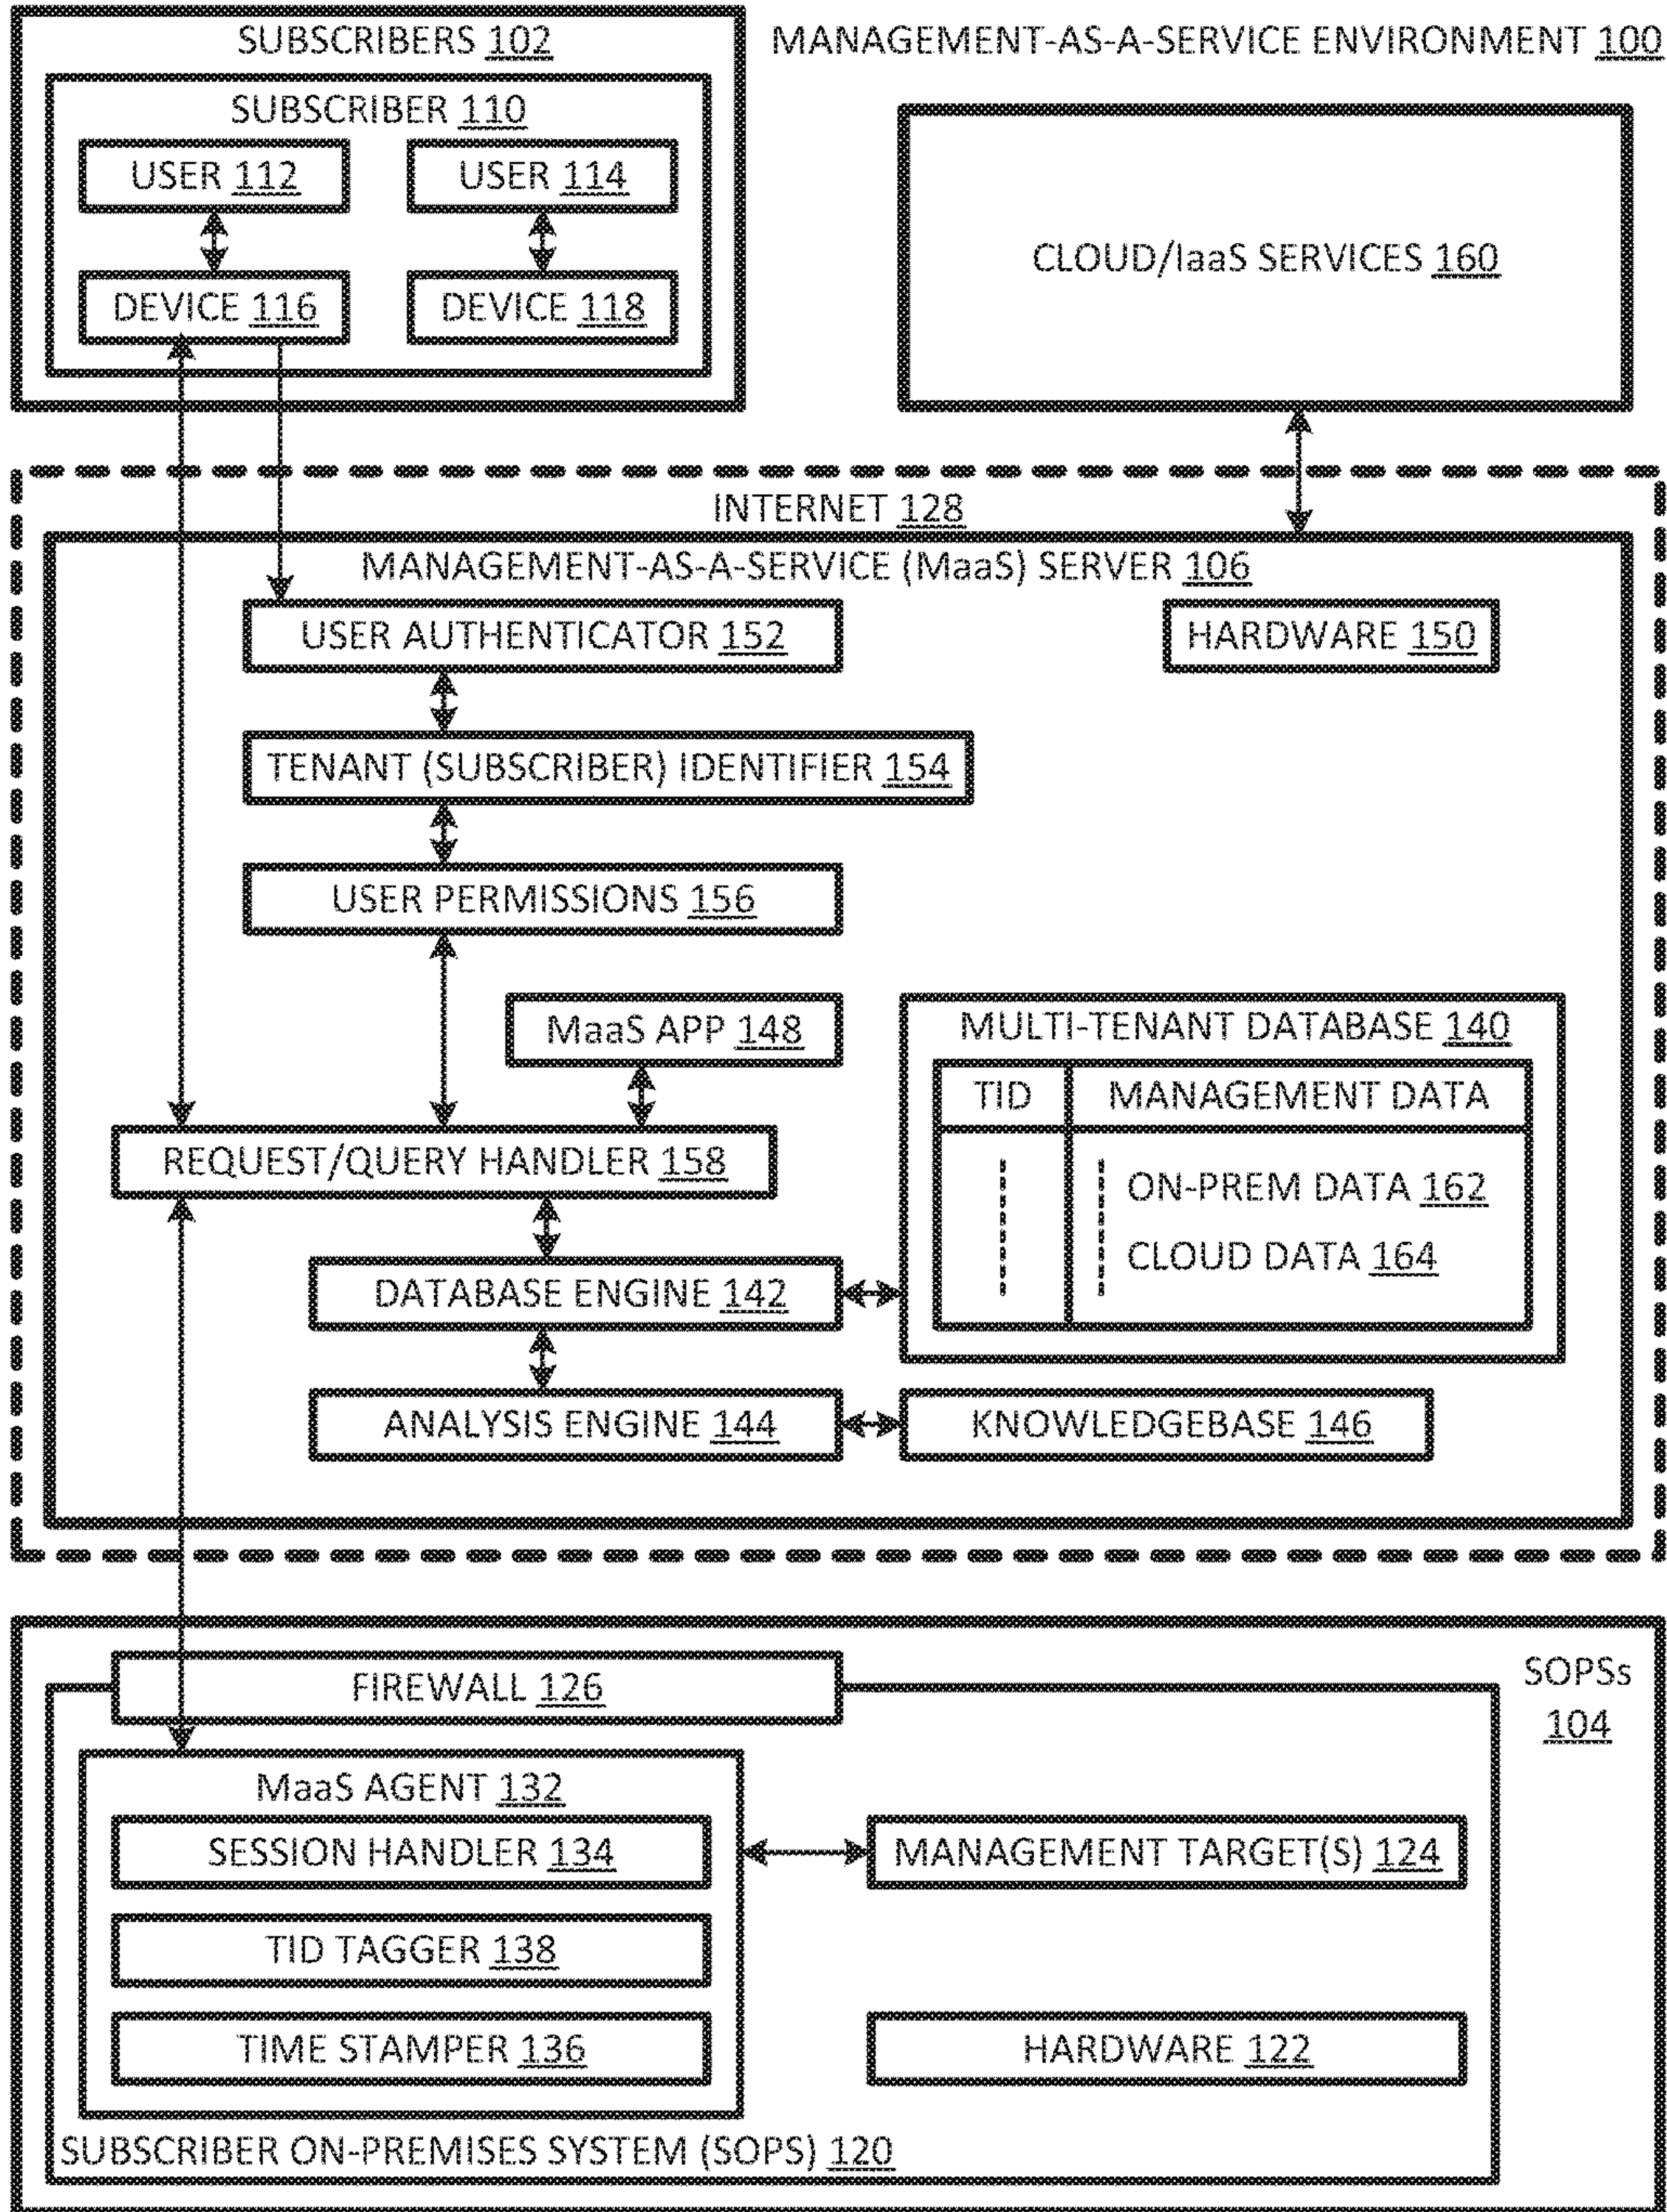 SUBSCRIBERS 102
MANAGEMENT-AS-A-SERVICE ENVIRONMENT 100
SUBSCRIBER 110
USER 112
USER 114
DEVICE 116
DEVICE 118
CLOUD/IaaS SERVICES 160
INTERNET 128
MANAGEMENT-AS-A-SERVICE (MaaS) SERVER 106
USER AUTHENTICATOR 152
HARDWARE 150
TENANT (SUBSCRIBER) IDENTIFIER 154
USER PERMISSIONS 156
MaaS APP 148
MULTI-TENANT DATABASE 140
TID
MANAGEMENT DATA
REQUEST/QUERY HANDLER 158
ON-PREM DATA 162
CLOUD DATA 164
DATABASE ENGINE 142
ANALYSIS ENGINE 144
KNOWLEDGEBASE 146
FIREWALL 126
SOPSs
104
MaaS AGENT 132
SESSION HANDLER 134
MANAGEMENT TARGET(S) 124
TID TAGGER 138
TIME STAMPER 136
HARDWARE 122
SUBSCRIBER ON-PREMISES SYSTEM (SOPS) 120